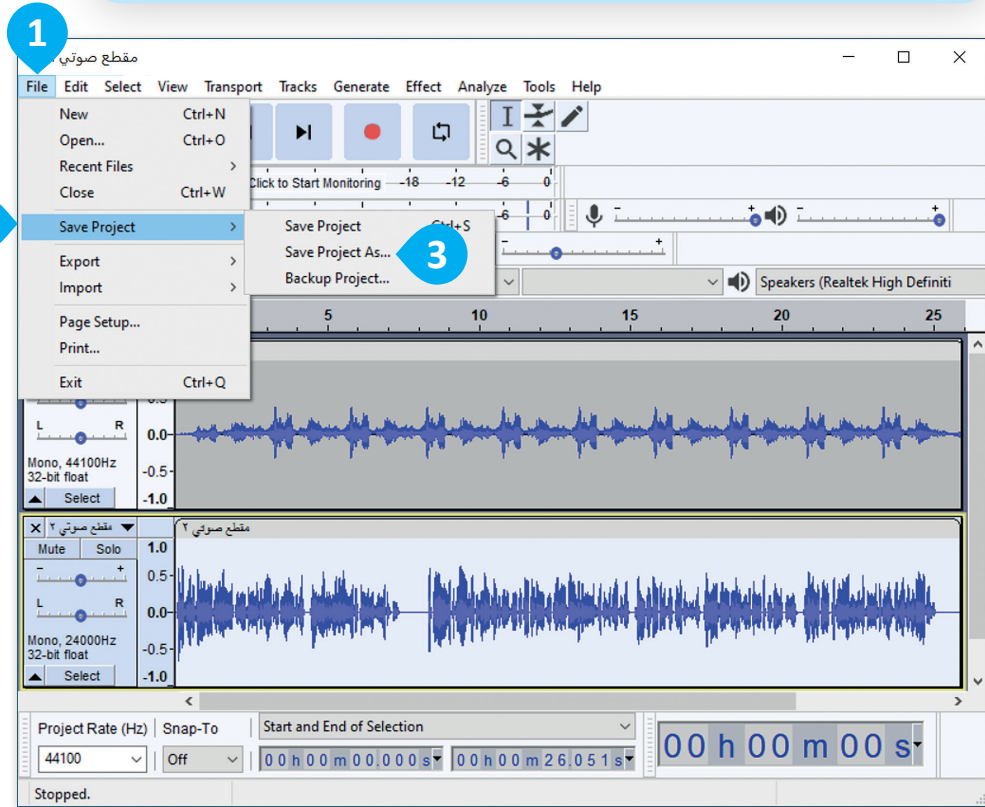 1
مقطع صوتي
File Edit Select View Transport Tracks Generate Effect Analyze Tools Help
New Ctrl+N
Open... Ctrl+O
Recent Files >
Close Ctrl+W
Save Project >
Export >
Import >
Page Setup...
Print...
Exit Ctrl+Q
Save Project Ctrl+S
Save Project As...
Backup Project...
3
Click to Start Monitoring -18 -12 -6 0
-6 0
- +
- +
- +
Speakers (Realtek High Definiti
5 10 15 20 25
L R
Mono, 44100Hz
32-bit float
Select
0.0
-0.5
-1.0
مقطع صوتي ٢
مقطع صوتي ٢
Mute Solo
- +
L R
Mono, 24000Hz
32-bit float
Select
1.0
0.5
0.0
-0.5
-1.0
Project Rate (Hz) Snap-To Start and End of Selection
44100 Off 00h00m00.000s 00h00m26.051s
00h00m00s
Stopped.